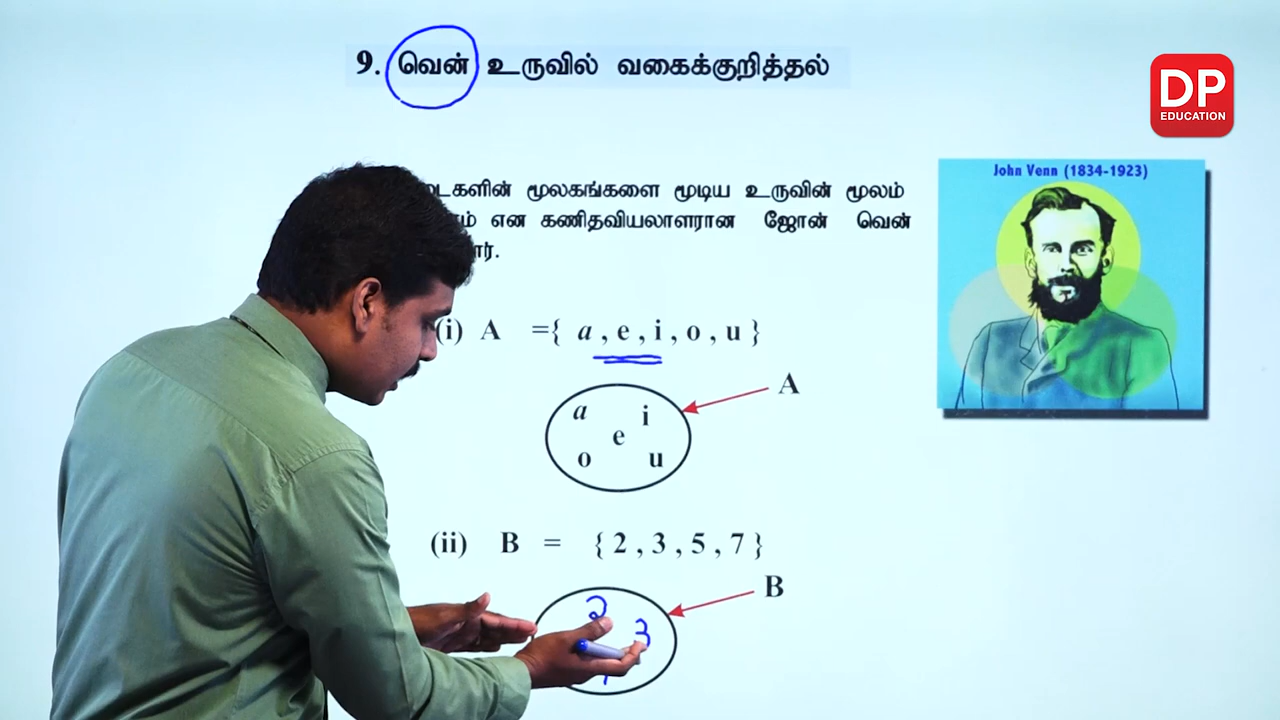 9. வென் உருவில் வகைக்குறித்தல்
DP
EDUCATION
John Venn (1834-1923)
மூலகங்களை மூடிய உருவின் மூலம்
என கணிதவியலாளரான ஜோன் வென்
(i) A ={ a , e , i , o , u }
A
a i
e
o u
(ii) B = { 2 , 3 , 5 , 7 }
B
2
3